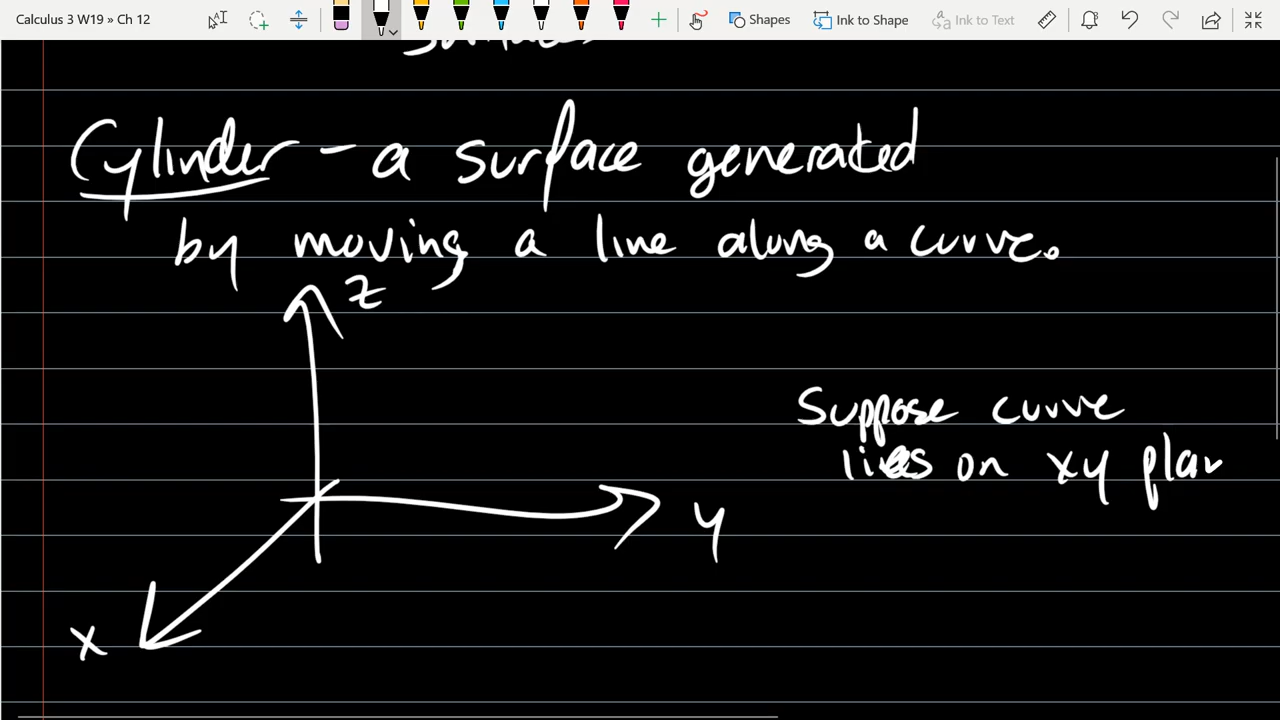 Calculus 3 W19 » Ch 12
Shapes
Ink to Shape
Ink to Text
Cylinder - a surface generated
by moving a line along a curve.
z
Suppose curve
lies on xy plan
y
x